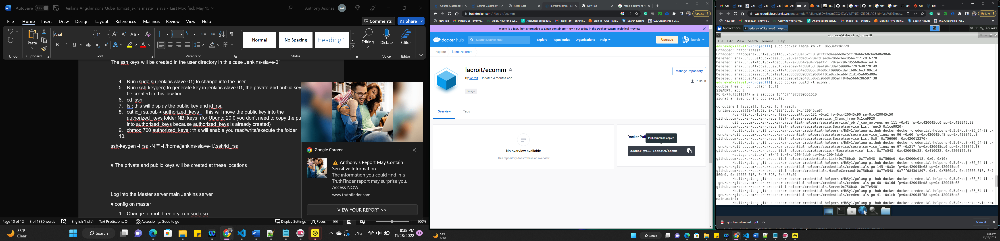 AutoSave On
Jenkins_Angular_sonarQube_Tomcat_jekins_master _slave • Last Modified: May 15
Anthony Asonze AA
File Home Insert Draw Design Layout References Mailings Review View Help
Comments Share
Paste
Arial 11
Normal
No Spacing
Heading 1
Editing
Dictate
Editor
Undo Clipboard Font Paragraph Styles Voice Editor
The ssh keys will be created in the user directory in this case Jenkins-slave-01
4. Run (sudo su jenkins-slave-01) to change into the user
5. Run (ssh-keygen) to generate key in jenkins-slave-01, the private and public key
be created in this location
6. cd .ssh
7. ls : this will display the public key and id_rsa
8. cat id_rsa.pub > authorized_keys : this will move the public key into the
authorized_keys folder NB: keys (for Ubunto 20.0 you don't need to copy the pu
into authorized_keys because authorized_keys is already created)
9. chmod 700 authorized_keys : this will enable you read/write/execute the folder
10.
ssh-keygen -t rsa -N "" -f /home/jenkins-slave-1/.ssh/id_rsa
# The private and public keys will be created at these locations
Log into the Master server main Jenkins server
# config on master
1. Change to root directory: run sudo su
Google Chrome
Anthony's Report May Contain
Sensitive Information
The information you could find in a
TruthFinder report may surprise you.
Access NOW
www.truthfinder.com
VIEW YOUR REPORT >>
Page 10 of 12 3 of 1380 words English (India) Text Predictions: On Accessibility: Good to go Display Settings Focus 100%
53°F
Clear
Search
ENG
8:38 PM
11/28/2022
11
Course Classroom
Course Classroom
Retail Cart
lacroit/ecomm - D
New Tab
httpd document ro
hub.docker.com/r/lacroit/ecomm
Update
New Tab Inbox (32) - emmya... Apply now for a WE... Analytical procedur... Inbox (16) - christo... Sign In | AWS Traini... Search Results U.S. Citizenship | US...
Wasm is a fast, light alternative to Linux containers — try it out today in the Docker+Wasm Technical Preview
docker hub
Search Docker Hub
Explore Repositories Organizations Help
Upgrade
lacroit
Explore lacroit/ecomm
lacroit/ecomm
By lacroit • Updated 4 months ago
Image
Manage Repository
Pulls 3
Overview Tags
No overview available
This repository doesn't have an overview
Docker Pull
Pull command copied
docker pull lacroit/ecomm
53°F
Clear
Search
wai.cloudlabs.edureka.co/guacamole/#/client/aS0wZmJmZGQ4ZWViMTNjZmZiZQBjAG51dmVsaW5r?host...
Update
New Tab Inbox (32) - emmya... Apply now for a WE... Analytical procedur... Inbox (16) - christo... Sign In | AWS Traini... Search Results U.S. Citizenship | US...
Applications edureka@kslave1: ~/pr... 01:38 edureka
edureka@kslave1: ~/projectII
File Edit View Search Terminal Help
edureka@kslave1:~/projectII$ sudo docker image rm -f 8653efc8c72d
Untagged: httpd:latest
Untagged: httpd@sha256:f2e89def4c032b02c83e162c1819ccfcbd4ea6bdbc5ff784bbc68cba940a9046
Deleted: sha256:8653efc8c72daee8c359a37a1dded6270ecd1aede2066cbecd5be7f21c916770
Deleted: sha256:59174b8f0c774ced664077a788b42a0472aaff21128cacc9b7d5568a9ea1a41b
Deleted: sha256:034f2bc9a363e96167a7ebe9741d80f5310aef9473daf59990e7207bd8220fd9
Deleted: sha256:3626a952b828267ff24c8b07064edd055c846861f09895cdaf1b8616e3f09c14
Deleted: sha256:0c29993c843b21e0f399386d0d393321968bff01e8ccbce6bf21d145a605d09e
Deleted: sha256:ec4a38999118b78eab6899b913a548cb0b2c9b68fd05aff846a56b628b597f38
edureka@kslave1:~/projectII$ sudo docker build -t ecomm .
double free or corruption (out)
SIGABRT: abort
PC=0x7fdf38113f47 m=0 sigcode=18446744073709551610
signal arrived during cgo execution
goroutine 1 [syscall, locked to thread]:
runtime.cgocall(0x4afd50, 0xc420045cc0, 0xc420045ce8)
/usr/lib/go-1.8/src/runtime/cgocall.go:131 +0xe2 fp=0xc420045c90 sp=0xc420045c50
github.com/docker/docker-credential-helpers/secretservice._Cfunc_free(0x1ce9920)
github.com/docker/docker-credential-helpers/secretservice/_obj/_cgo_gotypes.go:111 +0x41 fp=0xc420045cc0 sp=0xc420045c90
github.com/docker/docker-credential-helpers/secretservice.Secretservice.List.func5(0x1ce9920)
/build/golang-github-docker-docker-credential-helpers-cMhSy1/golang-github-docker-docker-credential-helpers-0.5.0/obj-x86_64-linux
-gnu/src/github.com/docker/docker-credential-helpers/secretservice/secretservice_linux.go:96 +0x60 fp=0xc420045cf8 sp=0xc420045cc0
github.com/docker/docker-credential-helpers/secretservice.Secretservice.List(0x0, 0x756060, 0xc420012370)
/build/golang-github-docker-docker-credential-helpers-cMhSy1/golang-github-docker-docker-credential-helpers-0.5.0/obj-x86_64-linux
-gnu/src/github.com/docker/docker-credential-helpers/secretservice/secretservice_linux.go:97 +0x217 fp=0xc420045da0 sp=0xc420045cf8
github.com/docker/docker-credential-helpers/secretservice.(*Secretservice).List(0x77e548, 0xc420045e88, 0x410022, 0xc4200122d0)
<autogenerated>:4 +0x46 fp=0xc420045de0 sp=0xc420045da0
github.com/docker/docker-credential-helpers/credentials.List(0x756ba0, 0x77e548, 0x7560e0, 0xc42000e018, 0x0, 0x10)
/build/golang-github-docker-docker-credential-helpers-cMhSy1/golang-github-docker-docker-credential-helpers-0.5.0/obj-x86_64-linux
-gnu/src/github.com/docker/docker-credential-helpers/credentials/credentials.go:145 +0x3e fp=0xc420045e68 sp=0xc420045de0
github.com/docker/docker-credential-helpers/credentials.HandleCommand(0x756ba0, 0x77e548, 0x7ffd843d1897, 0x4, 0x7560a0, 0xc42000e010, 0x7
560e0, 0xc42000e018, 0x40e398, 0x4d35c0)
/build/golang-github-docker-docker-credential-helpers-cMhSy1/golang-github-docker-docker-credential-helpers-0.5.0/obj-x86_64-linux
-gnu/src/github.com/docker/docker-credential-helpers/credentials/credentials.go:60 +0x16d fp=0xc420045ed8 sp=0xc420045e68
github.com/docker/docker-credential-helpers/credentials.Serve(0x756ba0, 0x77e548)
/build/golang-github-docker-docker-credential-helpers-cMhSy1/golang-github-docker-docker-credential-helpers-0.5.0/obj-x86_64-linux
-gnu/src/github.com/docker/docker-credential-helpers/credentials/credentials.go:41 +0x1cb fp=0xc420045f58 sp=0xc420045ed8
main.main()
/build/golang-github-docker-docker-credential-helpers-cMhSy1/golang-github-docker-docker-credential-helpers-0.5.0/secretservice/cm
git-cheat-sheet-ed....pdf
Show all
8:38 PM
11/28/2022